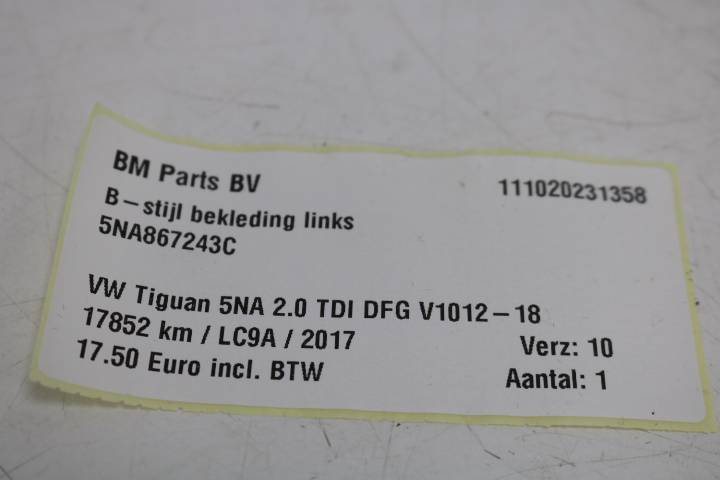 BM Parts BV 111020231358
B-stijl bekleding links
5NA867243C
VW Tiguan 5NA 2.0 TDI DFG V1012-18
17852 km / LC9A / 2017 Verz: 10
17.50 Euro incl. BTW Aantal: 1